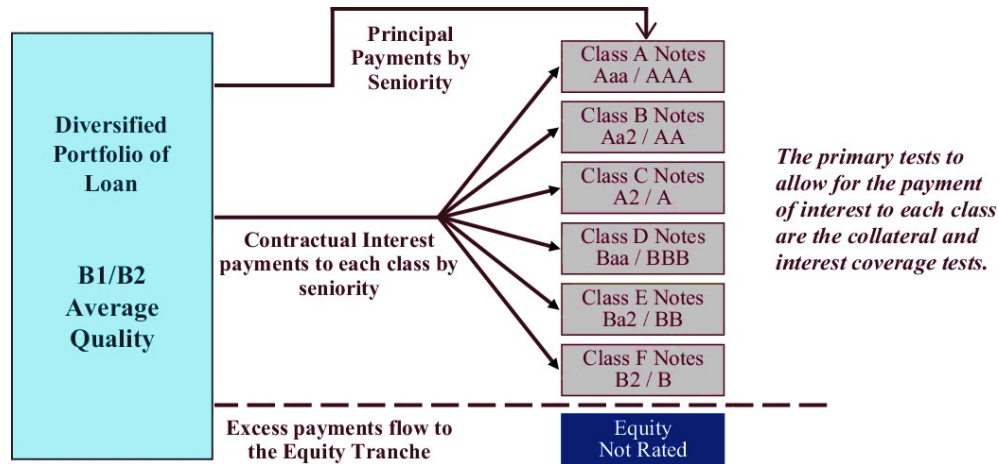 Diversified
Portfolio of
Loan
B1/B2
Average
Quality
Principal
Payments by
Seniority
Contractual Interest
payments to each class by
seniority
Excess payments flow to
the Equity Tranche
Class A Notes
Aaa / AAA
Class B Notes
Aa2 / AA
Class C Notes
A2 / A
Class D Notes
Baa / BBB
Class E Notes
Ba2 / BB
Class F Notes
B2 / B
Equity
Not Rated
The primary tests to
allow for the payment
of interest to each class
are the collateral and
interest coverage tests.